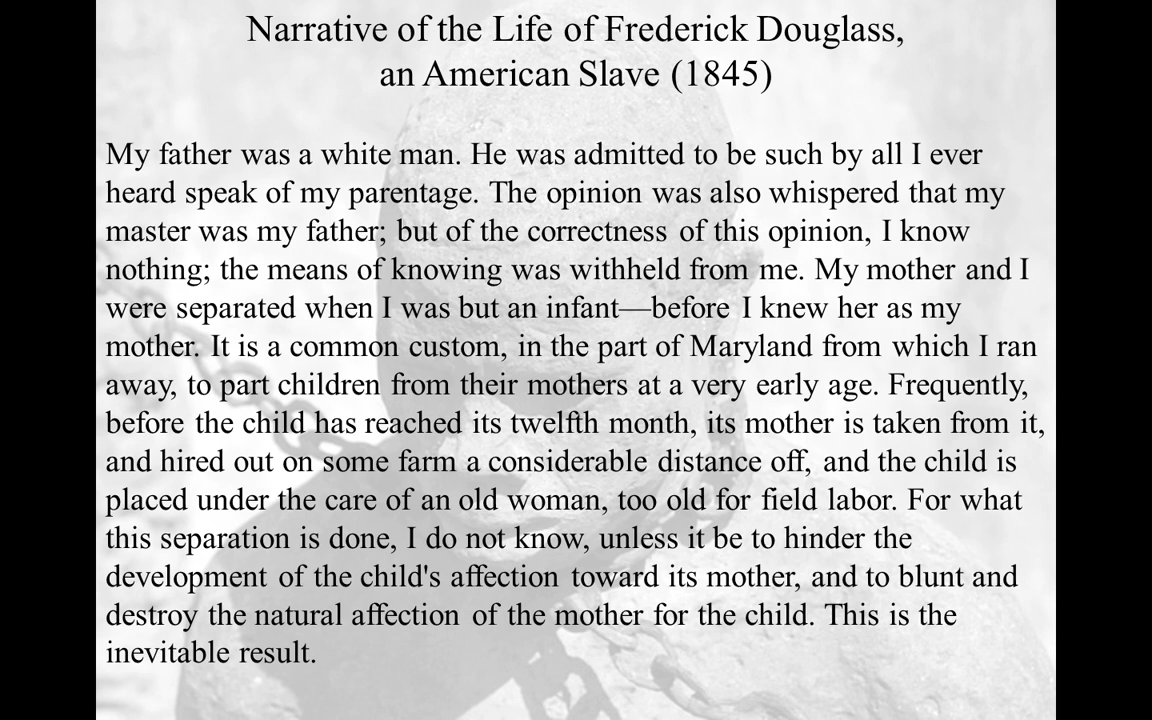 Narrative of the Life of Frederick Douglass,
an American Slave (1845)
My father was a white man. He was admitted to be such by all I ever
heard speak of my parentage. The opinion was also whispered that my
master was my father; but of the correctness of this opinion, I know
nothing; the means of knowing was withheld from me. My mother and I
were separated when I was but an infant—before I knew her as my
mother. It is a common custom, in the part of Maryland from which I ran
away, to part children from their mothers at a very early age. Frequently,
before the child has reached its twelfth month, its mother is taken from it,
and hired out on some farm a considerable distance off, and the child is
placed under the care of an old woman, too old for field labor. For what
this separation is done, I do not know, unless it be to hinder the
development of the child's affection toward its mother, and to blunt and
destroy the natural affection of the mother for the child. This is the
inevitable result.